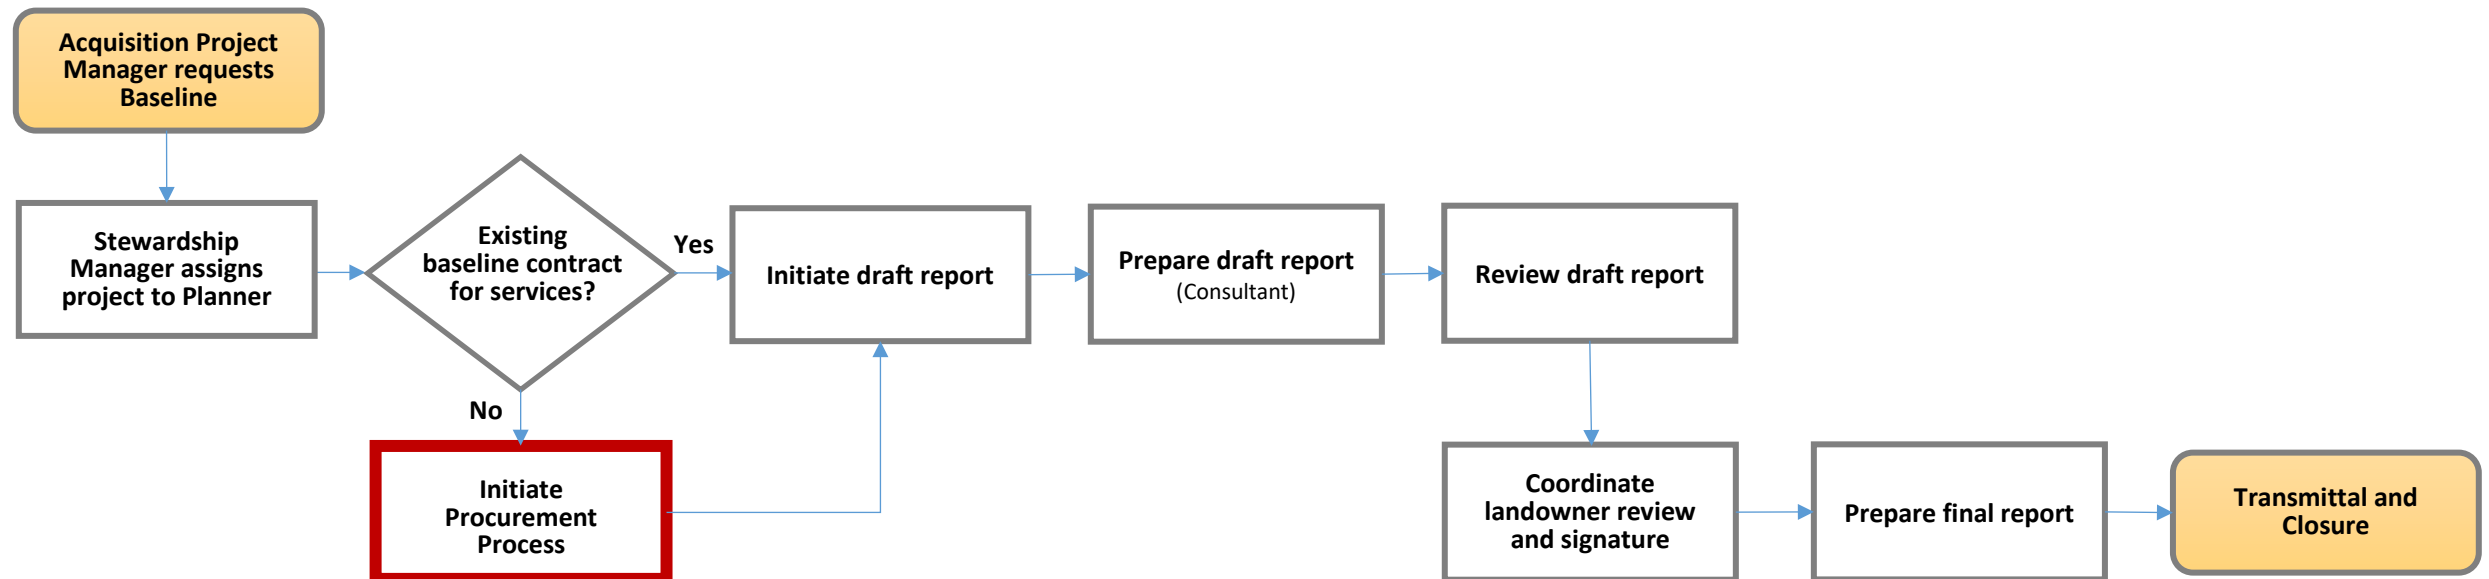 Acquisition Project
Manager requests
Baseline
Stewardship
Manager assigns
project to Planner
Existing
baseline contract
for services?
Yes
No
Initiate
Procurement
Process
Initiate draft report
Prepare draft report
(Consultant)
Review draft report
Coordinate
landowner review
and signature
Prepare final report
Transmittal and
Closure